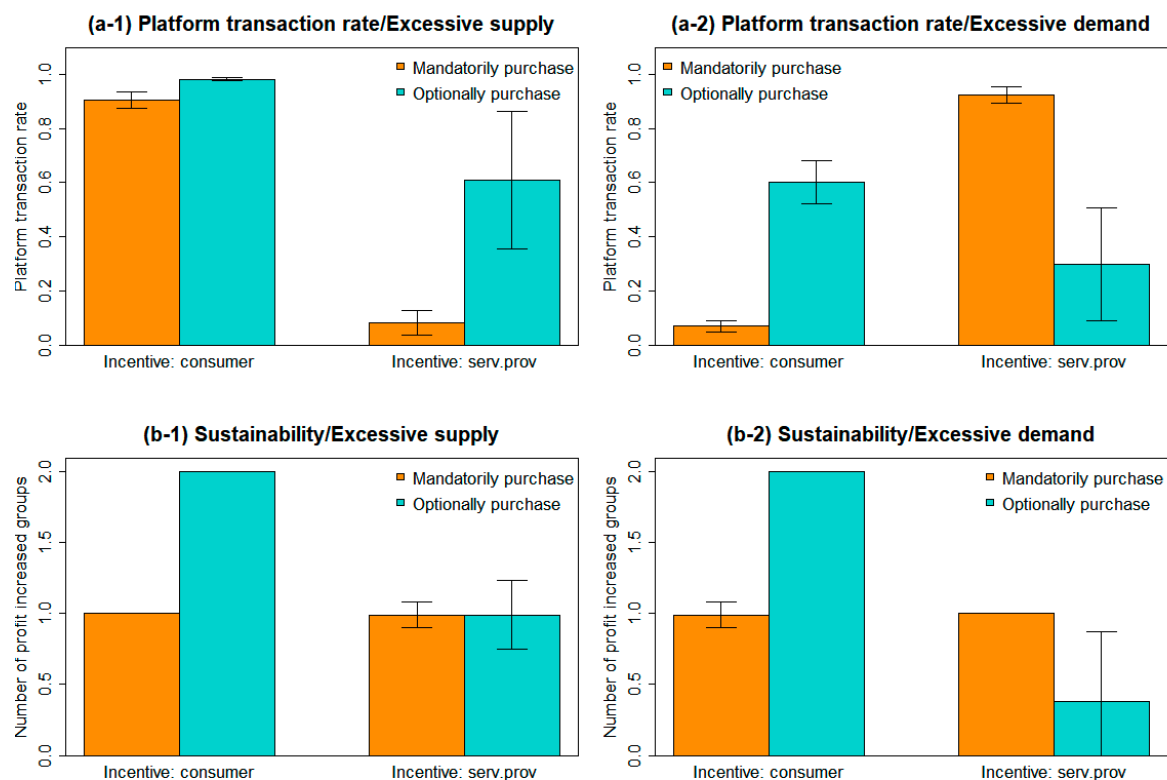 (a-1) Platform transaction rate/Excessive supply
Platform transaction rate
0.0 0.2 0.4 0.6 0.8 1.0
Mandatorily purchase
Optionally purchase
Incentive: consumer
Incentive: serv.prov
(a-2) Platform transaction rate/Excessive demand
Platform transaction rate
0.0 0.2 0.4 0.6 0.8 1.0
Mandatorily purchase
Optionally purchase
Incentive: consumer
Incentive: serv.prov
(b-1) Sustainability/Excessive supply
Number of profit increased groups
0.0 0.5 1.0 1.5 2.0
Mandatorily purchase
Optionally purchase
Incentive: consumer
Incentive: serv.prov
(b-2) Sustainability/Excessive demand
Number of profit increased groups
0.0 0.5 1.0 1.5 2.0
Mandatorily purchase
Optionally purchase
Incentive: consumer
Incentive: serv.prov